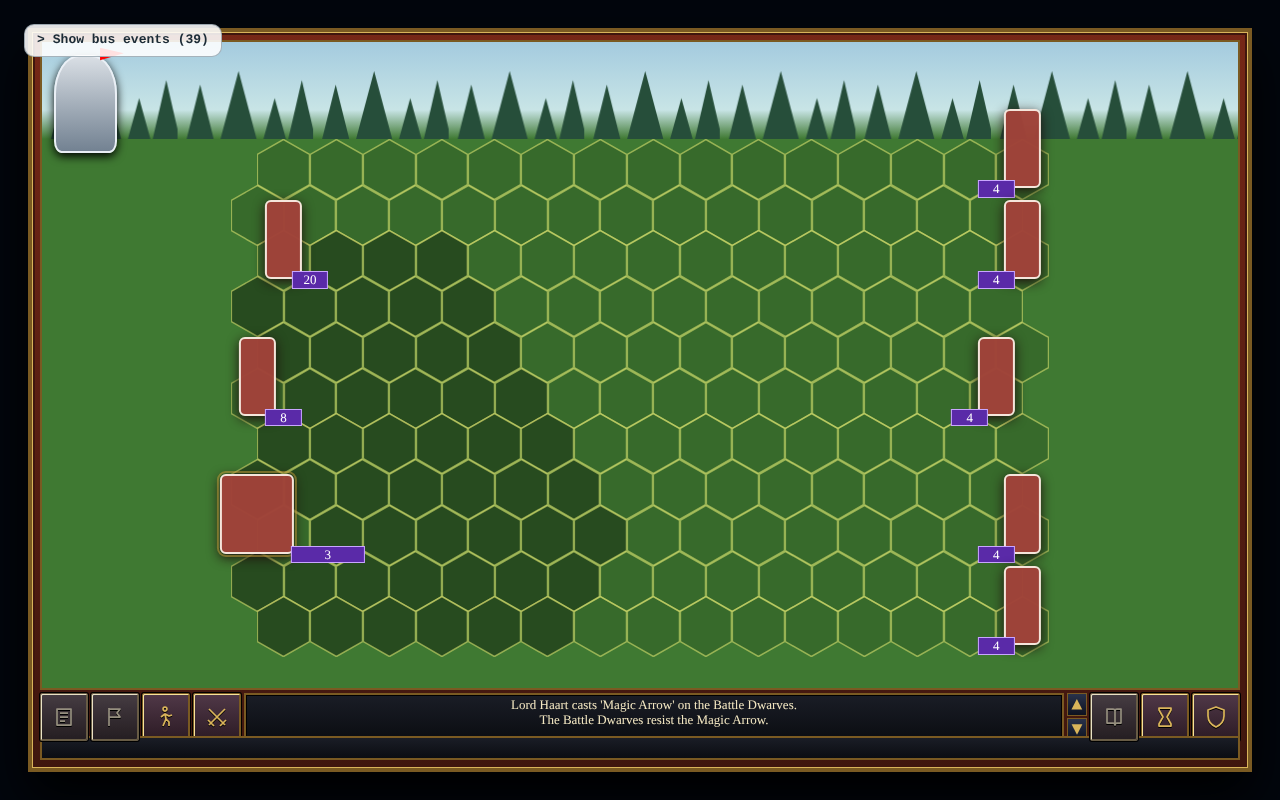 > Show bus events (39)
4
20
4
8
4
3
4
4
Lord Haart casts 'Magic Arrow' on the Battle Dwarves.
The Battle Dwarves resist the Magic Arrow.